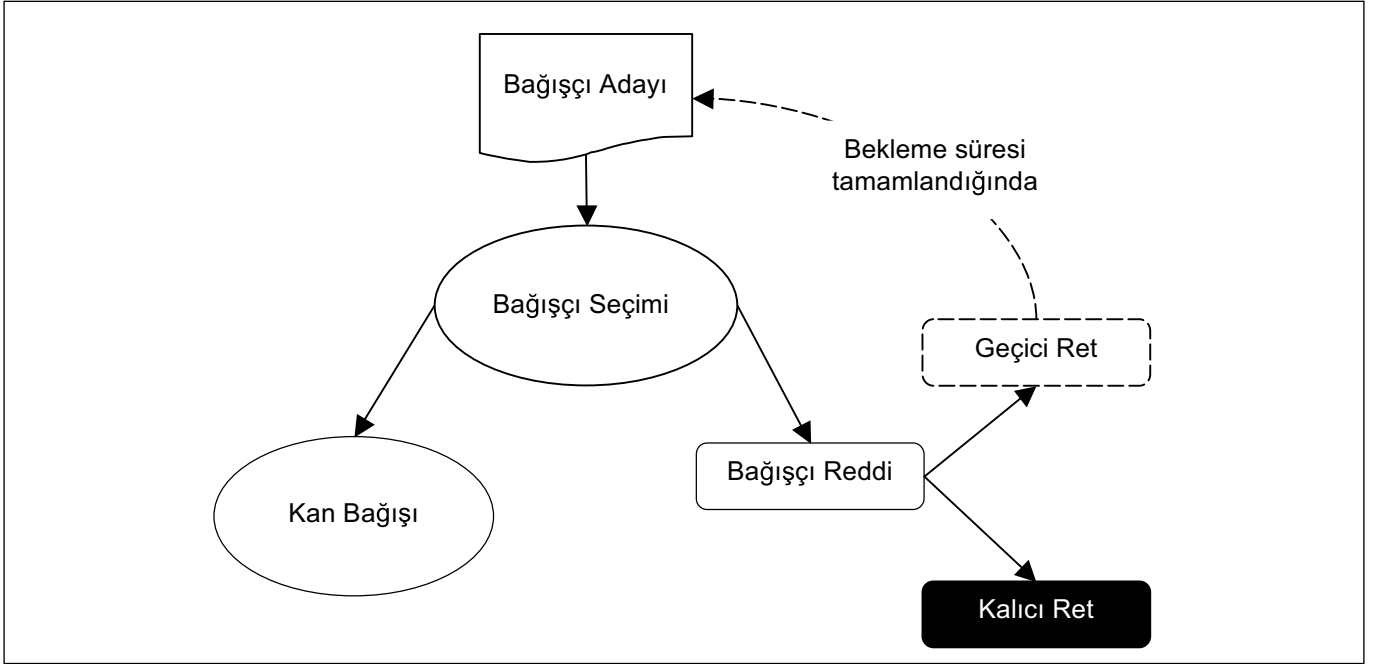 Bağışçı Adayı
Bekleme süresi
tamamlandığında
Bağışçı Seçimi
Geçici Ret
Bağışçı Reddi
Kan Bağışı
Kalıcı Ret